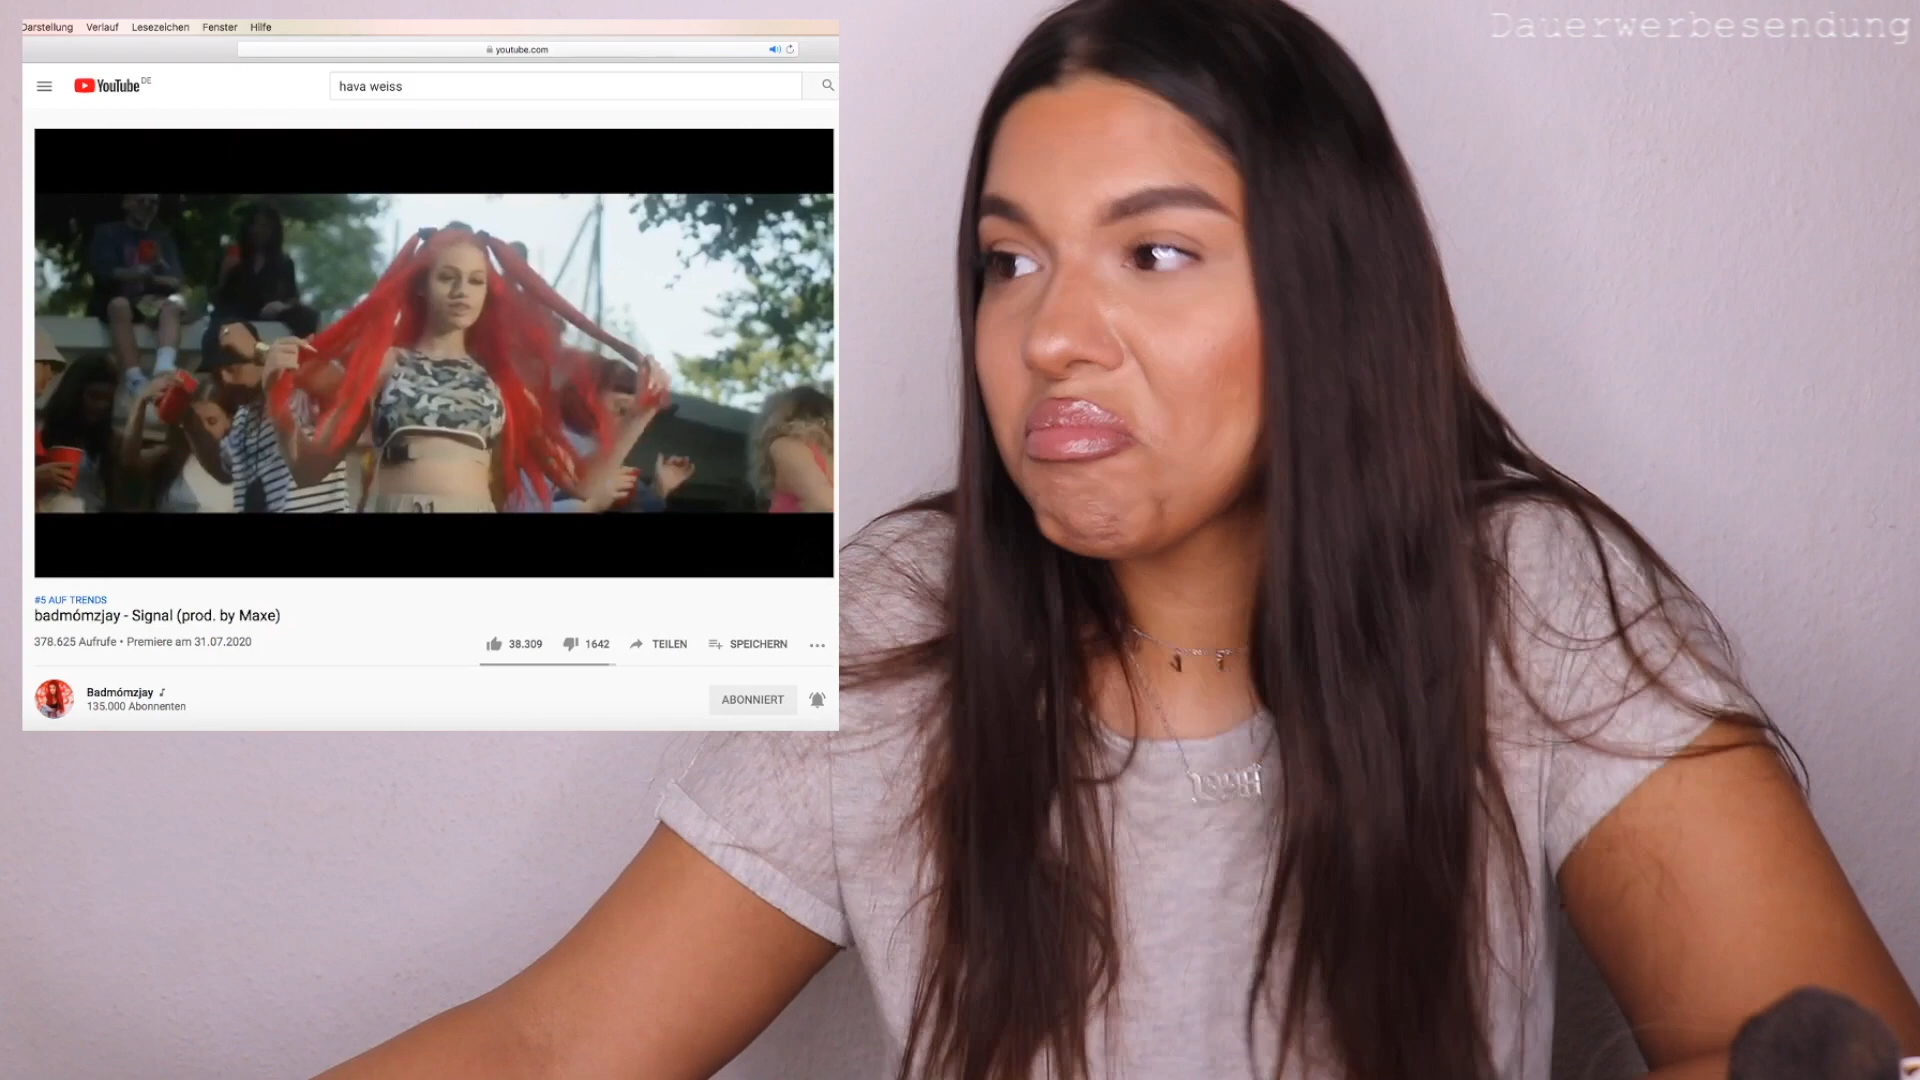 Dauerwerbesendung
Darstellung Verlauf Lesezeichen Fenster Hilfe
youtube.com
YouTube DE
hava weiss
#5 AUF TRENDS
badmómzjay - Signal (prod. by Maxe)
378.625 Aufrufe • Premiere am 31.07.2020
38.309 1642 TEILEN SPEICHERN
Badmómzjay
135.000 Abonnenten
ABONNIERT